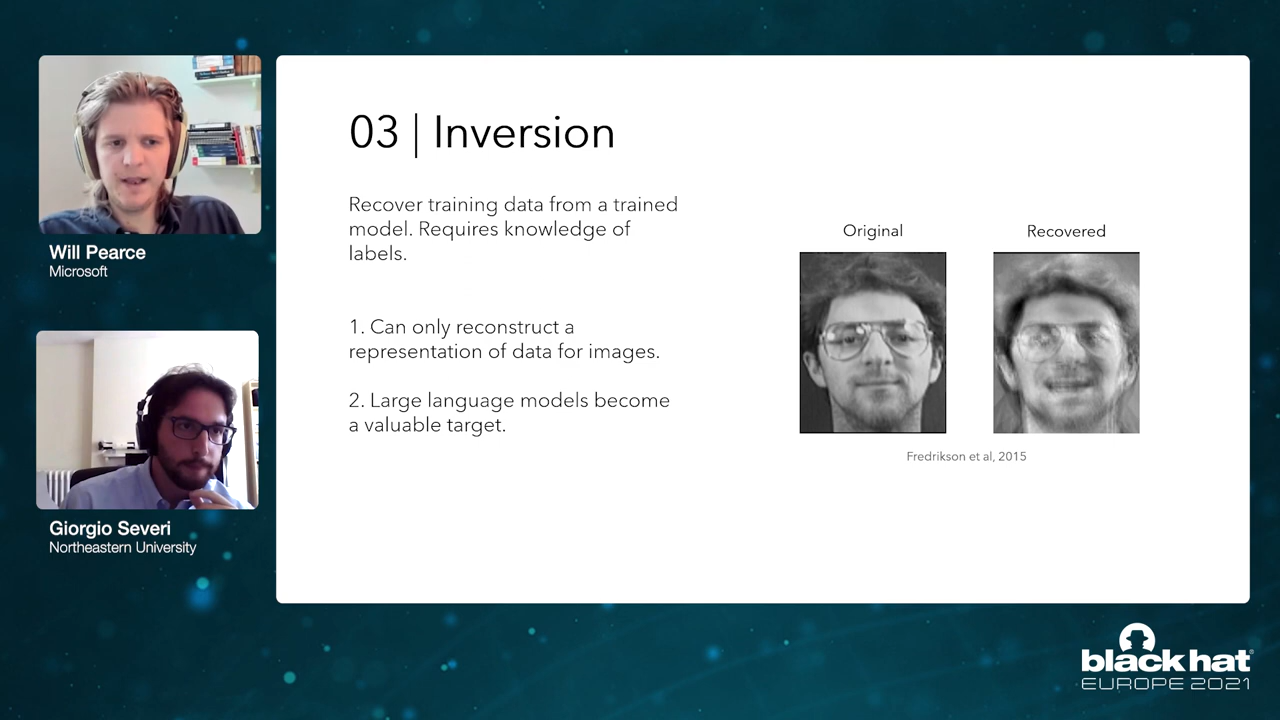 Will Pearce
Microsoft
Giorgio Severi
Northeastern University
03 | Inversion
Recover training data from a trained
model. Requires knowledge of
labels.
1. Can only reconstruct a
representation of data for images.
2. Large language models become
a valuable target.
Original
Recovered
Fredrikson et al, 2015
black hat®
EUROPE 2021